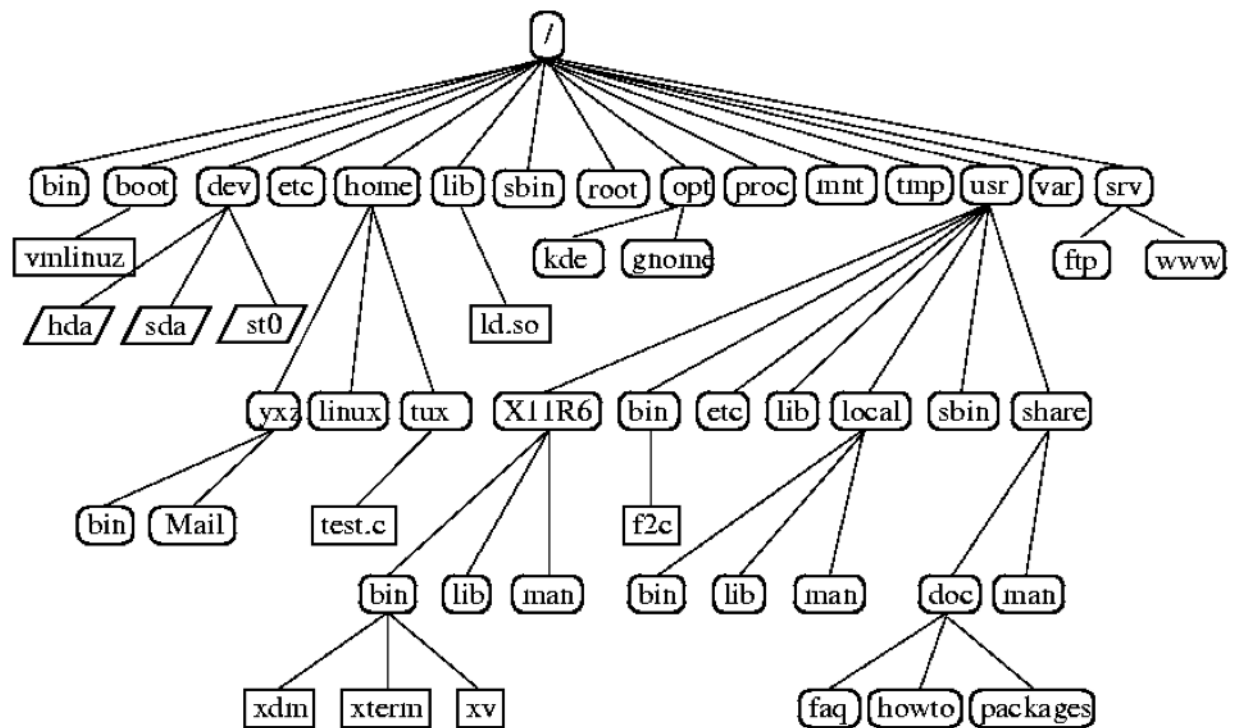 /
bin boot dev etc home lib sbin root opt proc mnt tmp usr var srv
vmlinuz kde gnome ftp www
hda sda st0 ld.so
yxz linux tux X11R6 bin etc lib local sbin share
bin Mail test.c f2c
bin lib man bin lib man doc man
xdm xterm xv faq howto packages